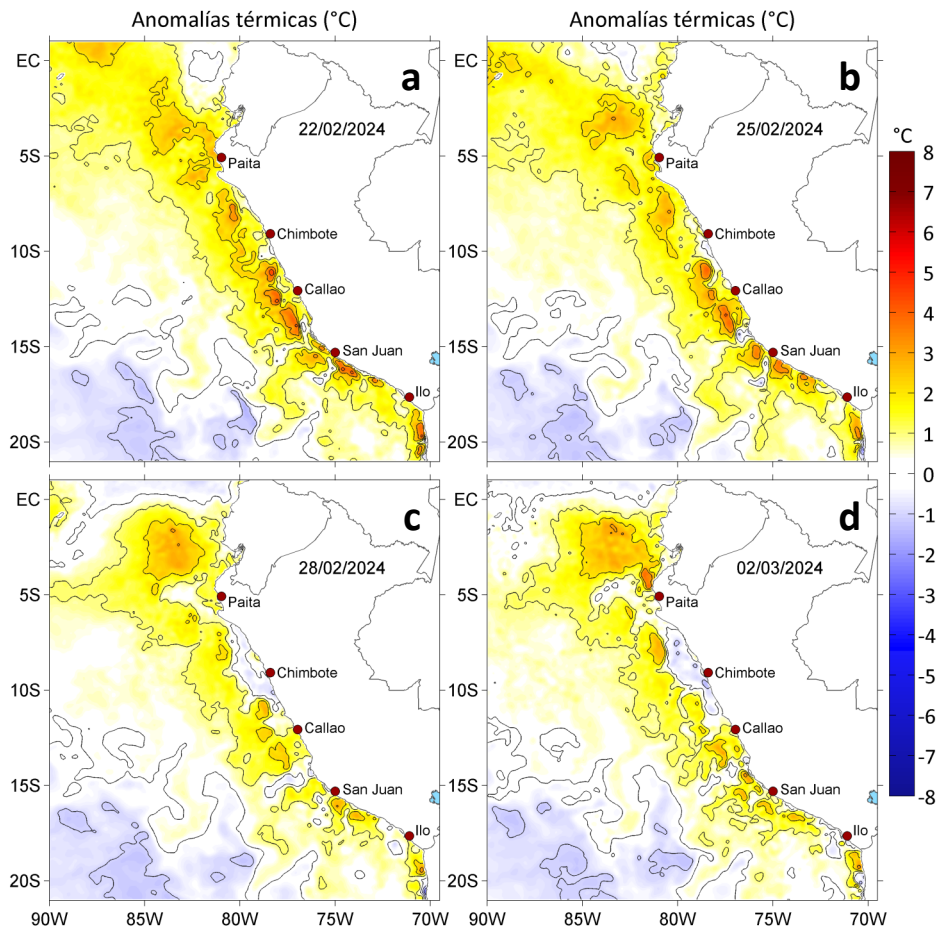 Anomalías térmicas (°C)
Anomalías térmicas (°C)
EC
5S
10S
15S
20S
a
22/02/2024
Paita
Chimbote
Callao
San Juan
Ilo
b
25/02/2024
EC
5S
10S
15S
20S
Paita
Chimbote
Callao
San Juan
Ilo
°C
8
7
6
5
4
3
2
1
0
-1
-2
-3
-4
-5
-6
-7
-8
c
28/02/2024
EC
5S
10S
15S
20S
Paita
Chimbote
Callao
San Juan
Ilo
90W
85W
80W
75W
70W
d
02/03/2024
EC
5S
10S
15S
20S
Paita
Chimbote
Callao
San Juan
Ilo
90W
85W
80W
75W
70W